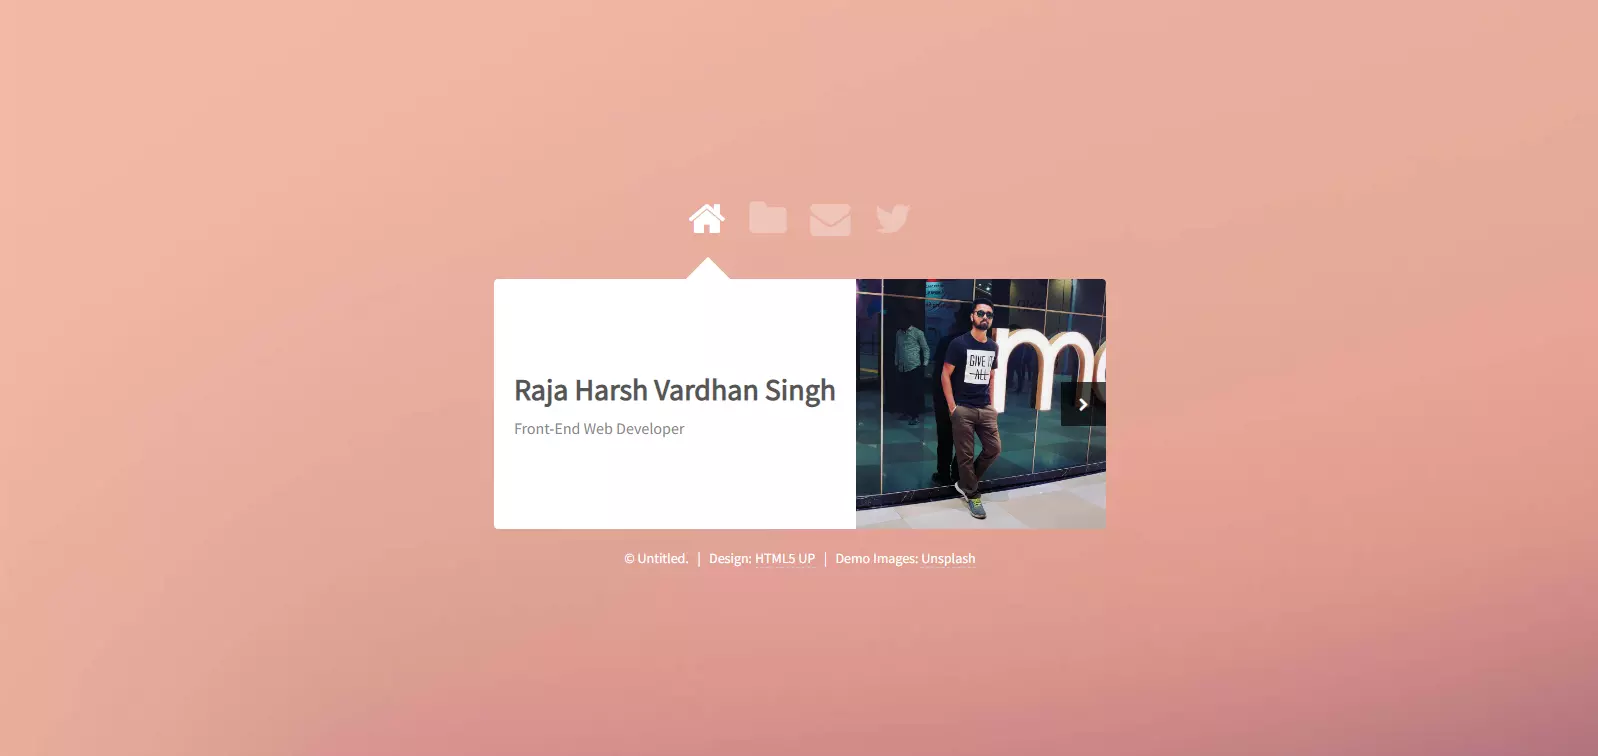 Raja Harsh Vardhan Singh
Front-End Web Developer
GIVE IT
ALL
m
© Untitled. | Design: HTML5 UP | Demo Images: Unsplash